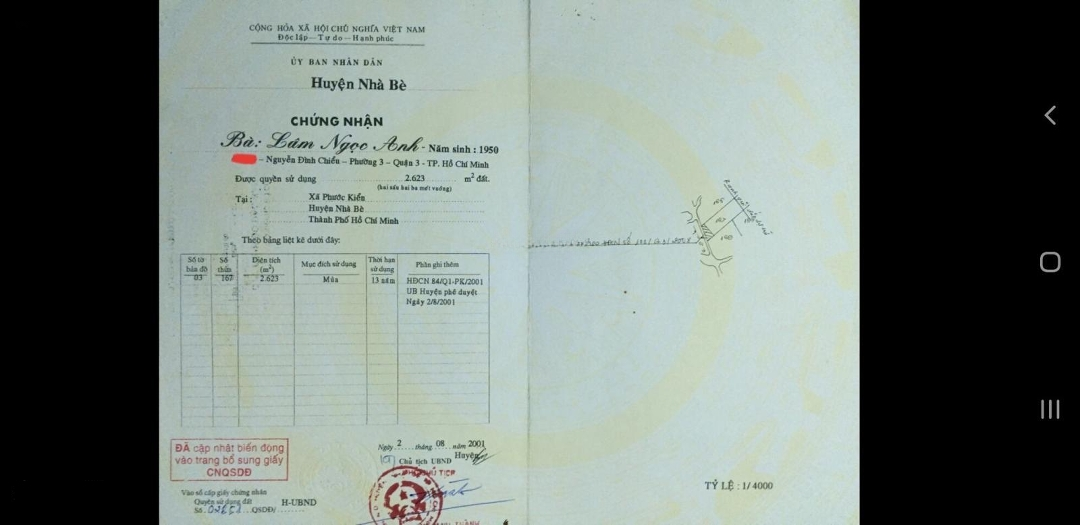 CỘNG HÒA XÃ HỘI CHỦ NGHĨA VIỆT NAM
Độc lập — Tự do — Hạnh phúc
ỦY BAN NHÂN DÂN
Huyện Nhà Bè
CHỨNG NHẬN
Bà: Lâm Ngọc Anh - Năm sinh : 1950
– Nguyễn Đình Chiểu – Phường 3 – Quận 3 - TP. Hồ Chí Minh
Được quyền sử dụng 2.623 m² đất.
(hai sáu hai ba mét vuông)
Tại : Xã Phước Kiển
Huyện Nhà Bè
Thành Phố Hồ Chí Minh
Theo bảng liệt kê dưới đây:
Số tờ bản đồ Số thửa Diện tích (m²) Mục đích sử dụng Thời hạn sử dụng Phần ghi thêm
03 167 2.623 Mùa 13 năm HĐCN 84/Q1-PK/2001
UB Huyện phê duyệt
Ngày 2/8/2001
ĐÃ cập nhật biến động
vào trang bổ sung giấy
CNQSDĐ
Ngày 2 tháng 08 năm 2001
Chủ tịch UBND Huyện
Vào sổ cấp giấy chứng nhận
Quyền sử dụng đất H-UBND
Số QSDĐ/
TỶ LỆ : 1/ 4000